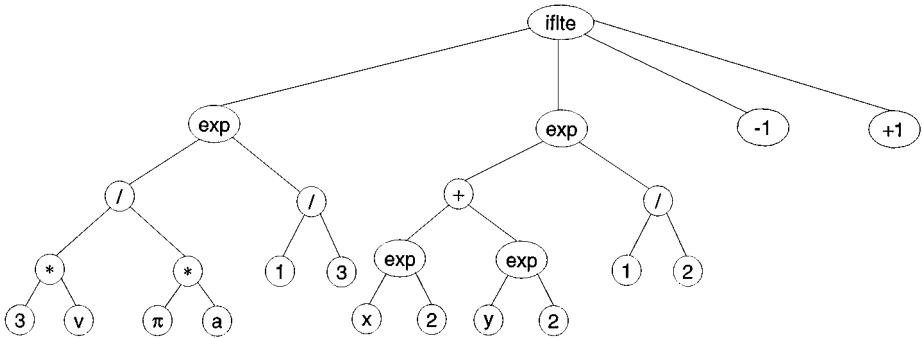 iflte
exp exp -1 +1
/ / + /
* * 1 3 exp exp 1 2
3 v π a x 2 y 2